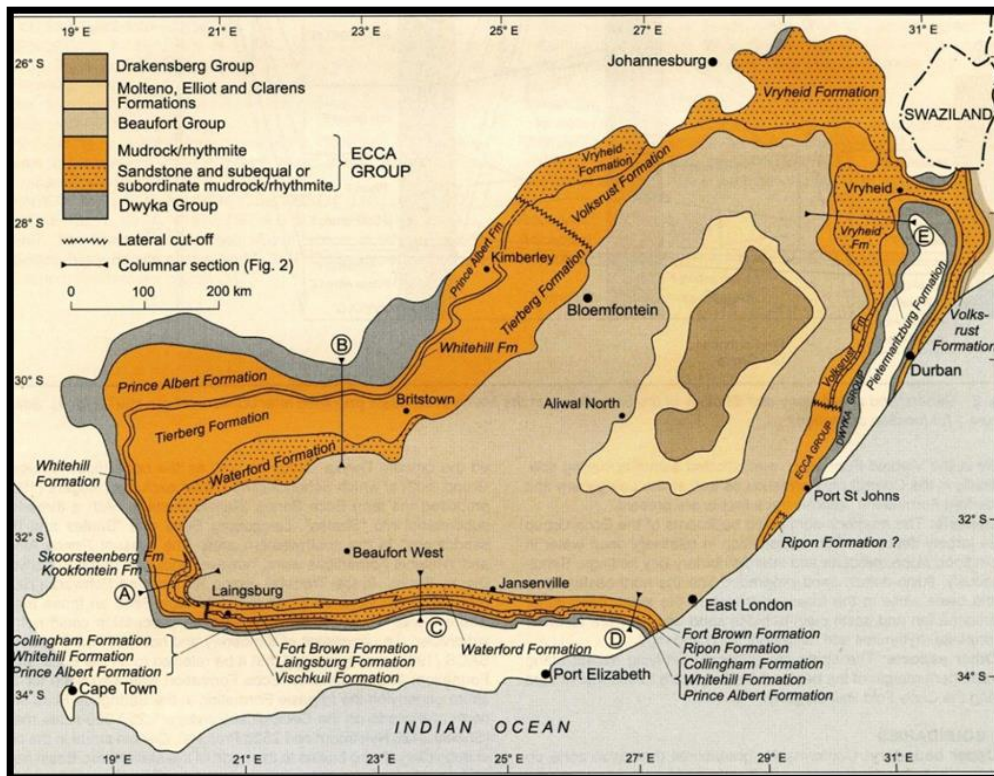 19° E
21° E
23° E
25° E
27° E
29° E
31° E
26° S
28° S
30° S
32° S
34° S
Drakensberg Group
Molteno, Elliot and Clarens
Formations
Beaufort Group
Mudrock/rhythmite
Sandstone and subequal or
subordinate mudrock/rhythmite
ECCA
GROUP
Dwyka Group
Lateral cut-off
Columnar section (Fig. 2)
0 100 200 km
Johannesburg
Vryheid Formation
SWAZILAND
Vryheid
Formation
Volksrust Formation
Vryheid
Vryheid
Fm
E
Prince Albert Fm
Kimberley
Tierberg Formation
Bloemfontein
Whitehill Fm
Volksrust Fm
Pietermaritzburg Formation
Volks-
rust
Formation
Durban
B
Prince Albert Formation
Britstown
Aliwal North
DWYKA GROUP
ECCA GROUP
Tierberg Formation
Waterford Formation
Whitehill
Formation
Port St Johns
32° S
Ripon Formation ?
Skoorsteenberg Fm
Kookfontein Fm
Beaufort West
A
Laingsburg
Jansenville
East London
C
D
Collingham Formation
Whitehill Formation
Prince Albert Formation
Fort Brown Formation
Laingsburg Formation
Vischkuil Formation
Waterford Formation
Fort Brown Formation
Ripon Formation
Collingham Formation
Whitehill Formation
Prince Albert Formation
Cape Town
Port Elizabeth
34° S
INDIAN OCEAN
19° E
21° E
23° E
25° E
27° E
29° E
31° E